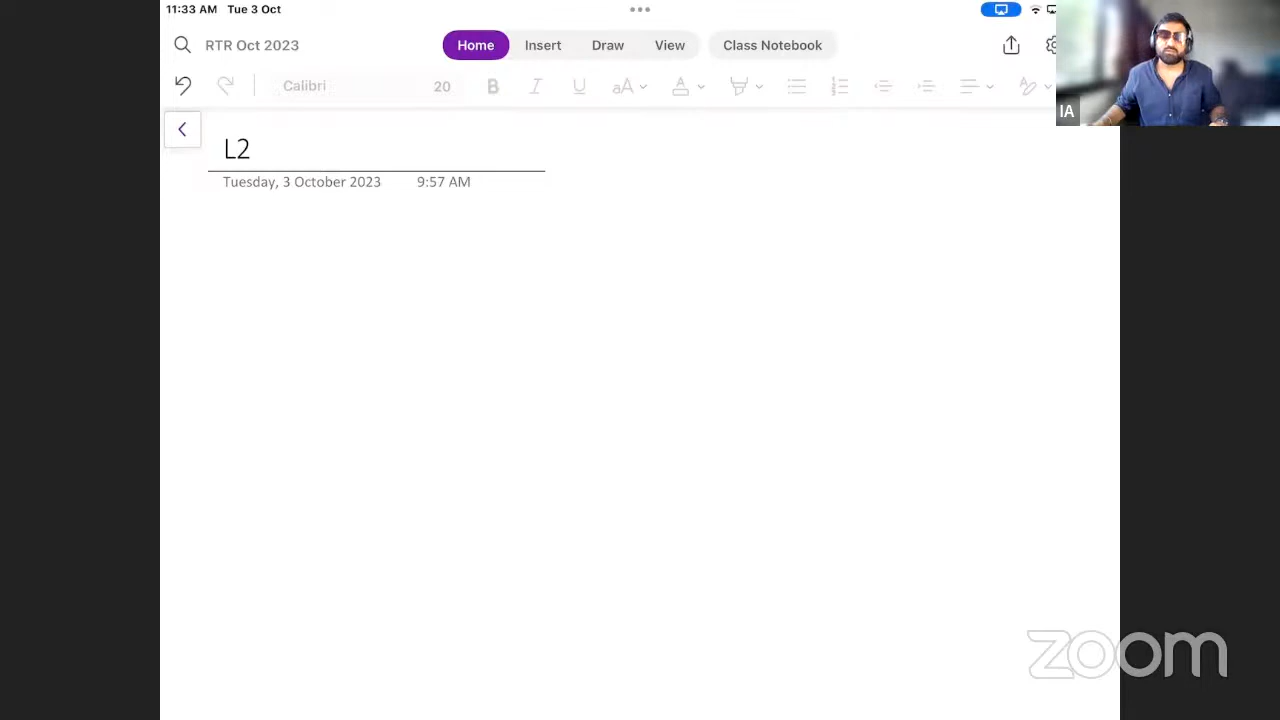 11:33 AM Tue 3 Oct
RTR Oct 2023
Home Insert Draw View Class Notebook
Calibri 20 B I U aA A A
IA
L2
Tuesday, 3 October 2023 9:57 AM
zoom